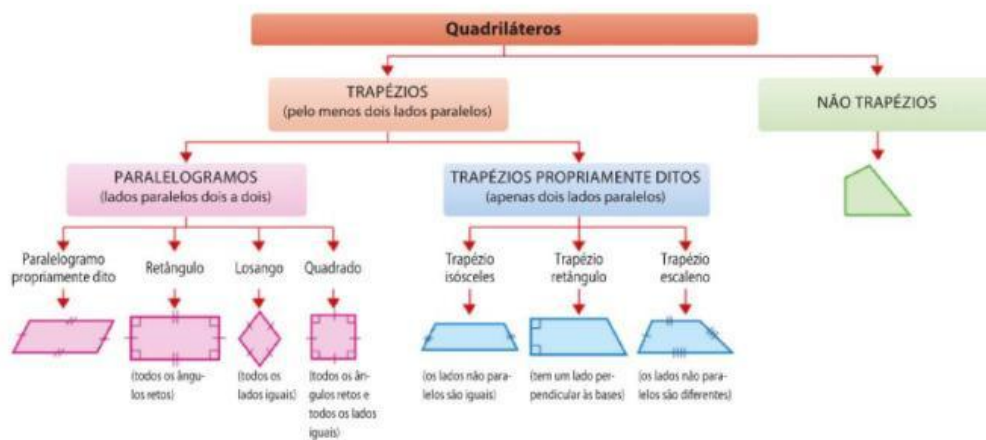 Quadriláteros
TRAPÉZIOS
(pelo menos dois lados paralelos)
NÃO TRAPÉZIOS
PARALELOGRAMOS
(lados paralelos dois a dois)
TRAPÉZIOS PROPRIAMENTE DITOS
(apenas dois lados paralelos)
Paralelogramo
propriamente dito
Retângulo
Losango
Quadrado
Trapézio
isósceles
Trapézio
retângulo
Trapézio
escaleno
(todos os ângu-
los retos)
(todos os
lados iguais)
(todos os ân-
gulos retos e
todos os lados
iguais)
(os lados não para-
lelos são iguais)
(tem um lado per-
pendicular às bases)
(os lados não para-
lelos são diferentes)